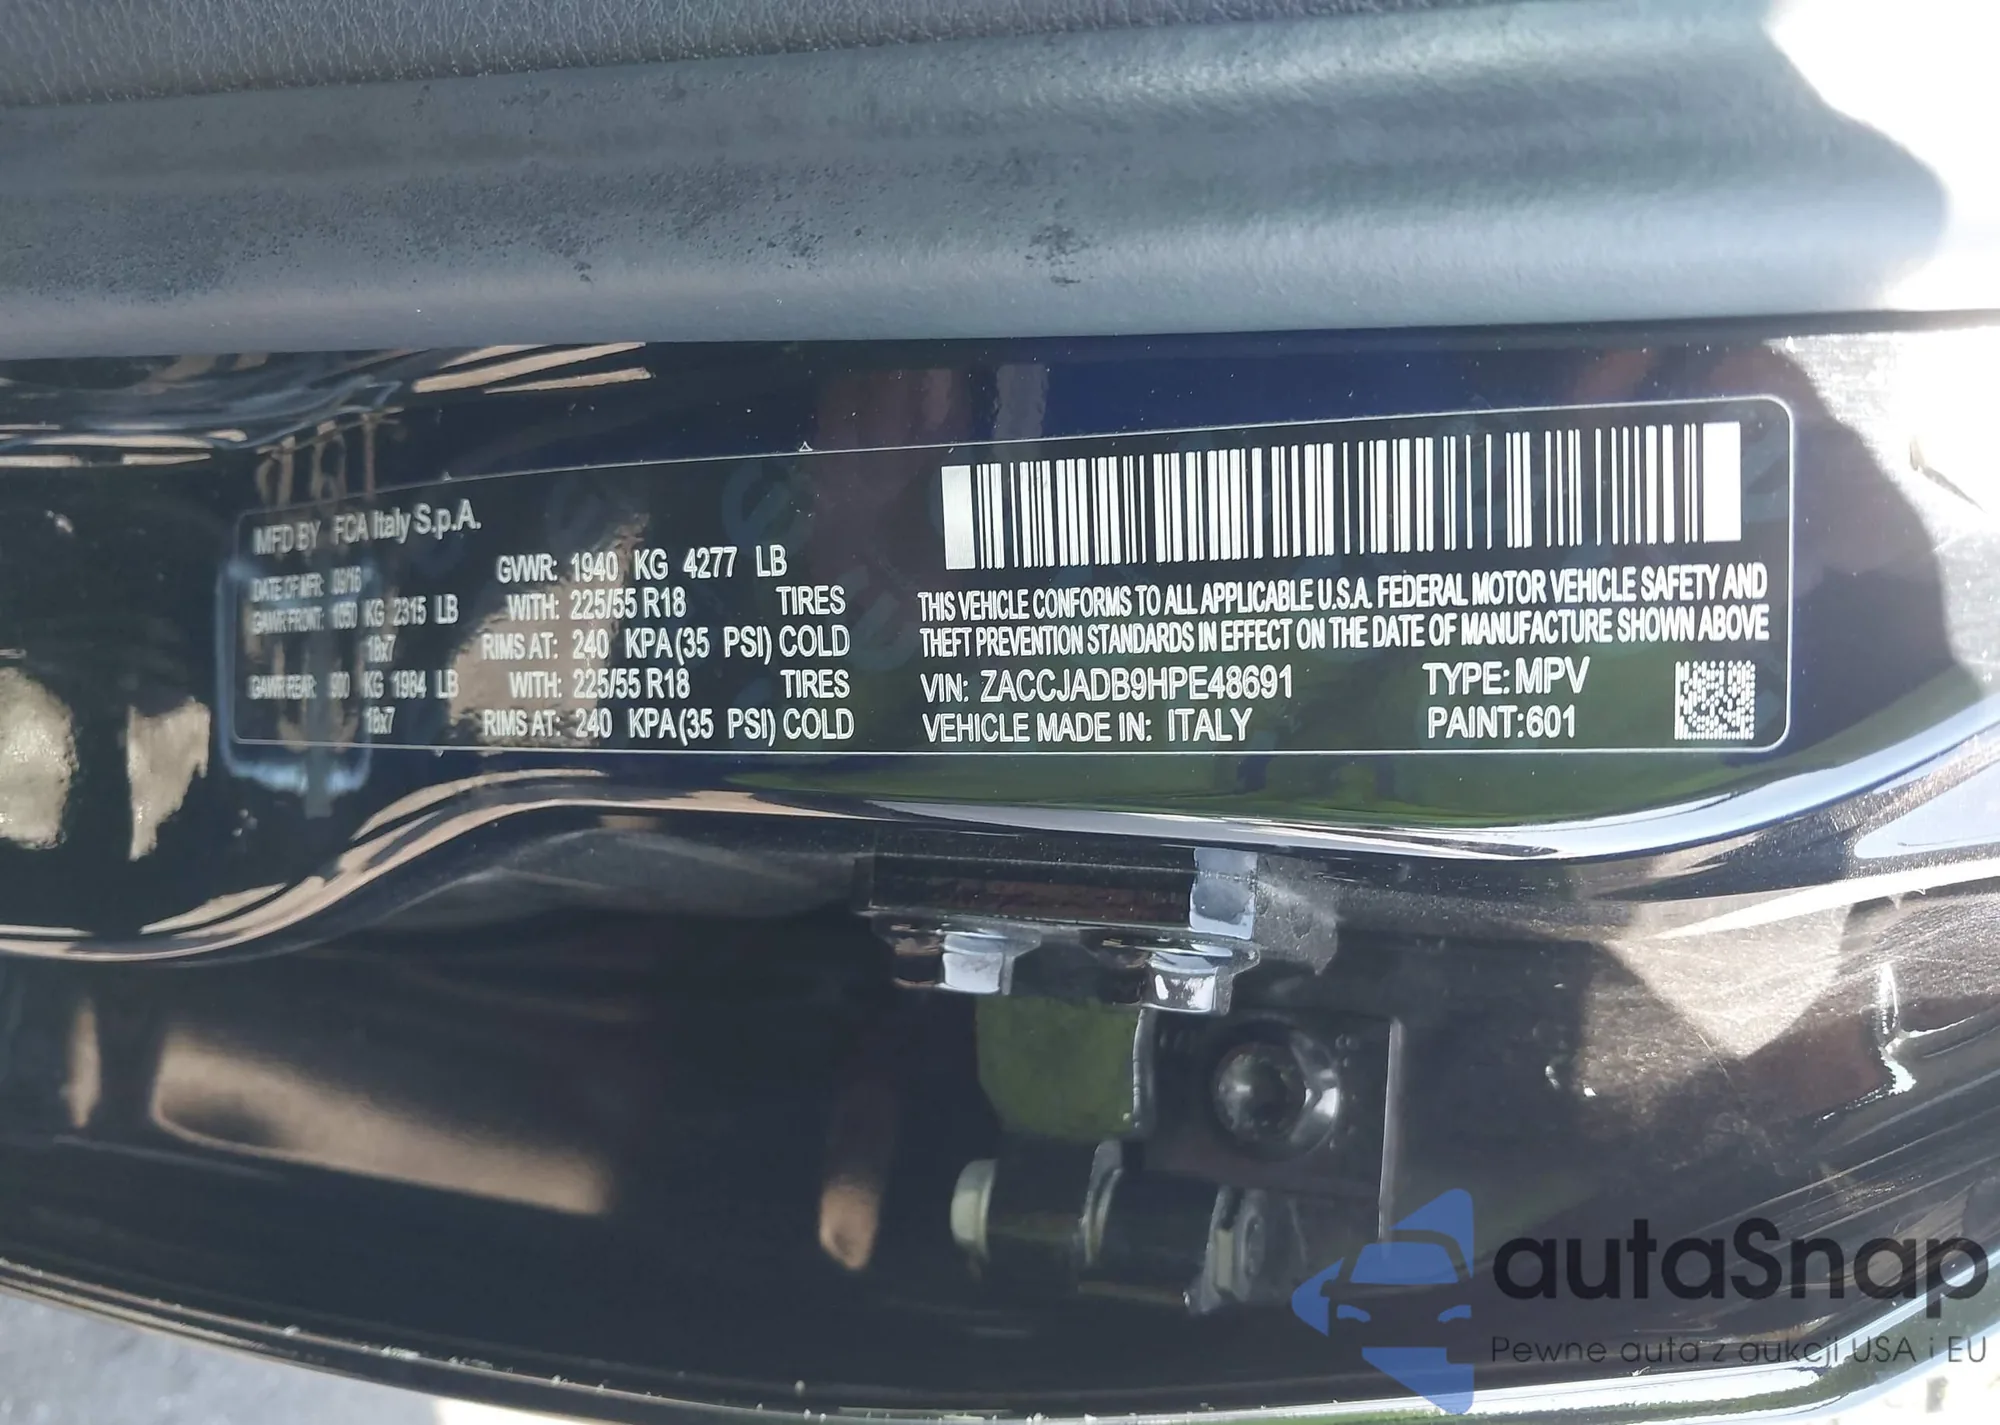 MFD BY FCA Italy S.p.A.
DATE OF MFR: 09/16 GVWR: 1940 KG 4277 LB
GAWR FRONT: 1050 KG 2315 LB WITH: 225/55 R18 TIRES
18x7 RIMS AT: 240 KPA (35 PSI) COLD
GAWR REAR: 900 KG 1984 LB WITH: 225/55 R18 TIRES
18x7 RIMS AT: 240 KPA (35 PSI) COLD
THIS VEHICLE CONFORMS TO ALL APPLICABLE U.S.A. FEDERAL MOTOR VEHICLE SAFETY AND
THEFT PREVENTION STANDARDS IN EFFECT ON THE DATE OF MANUFACTURE SHOWN ABOVE
VIN: ZACCJADB9HPE48691 TYPE: MPV
VEHICLE MADE IN: ITALY PAINT: 601
autaSnap
Pewne auta z aukcji USA i EU